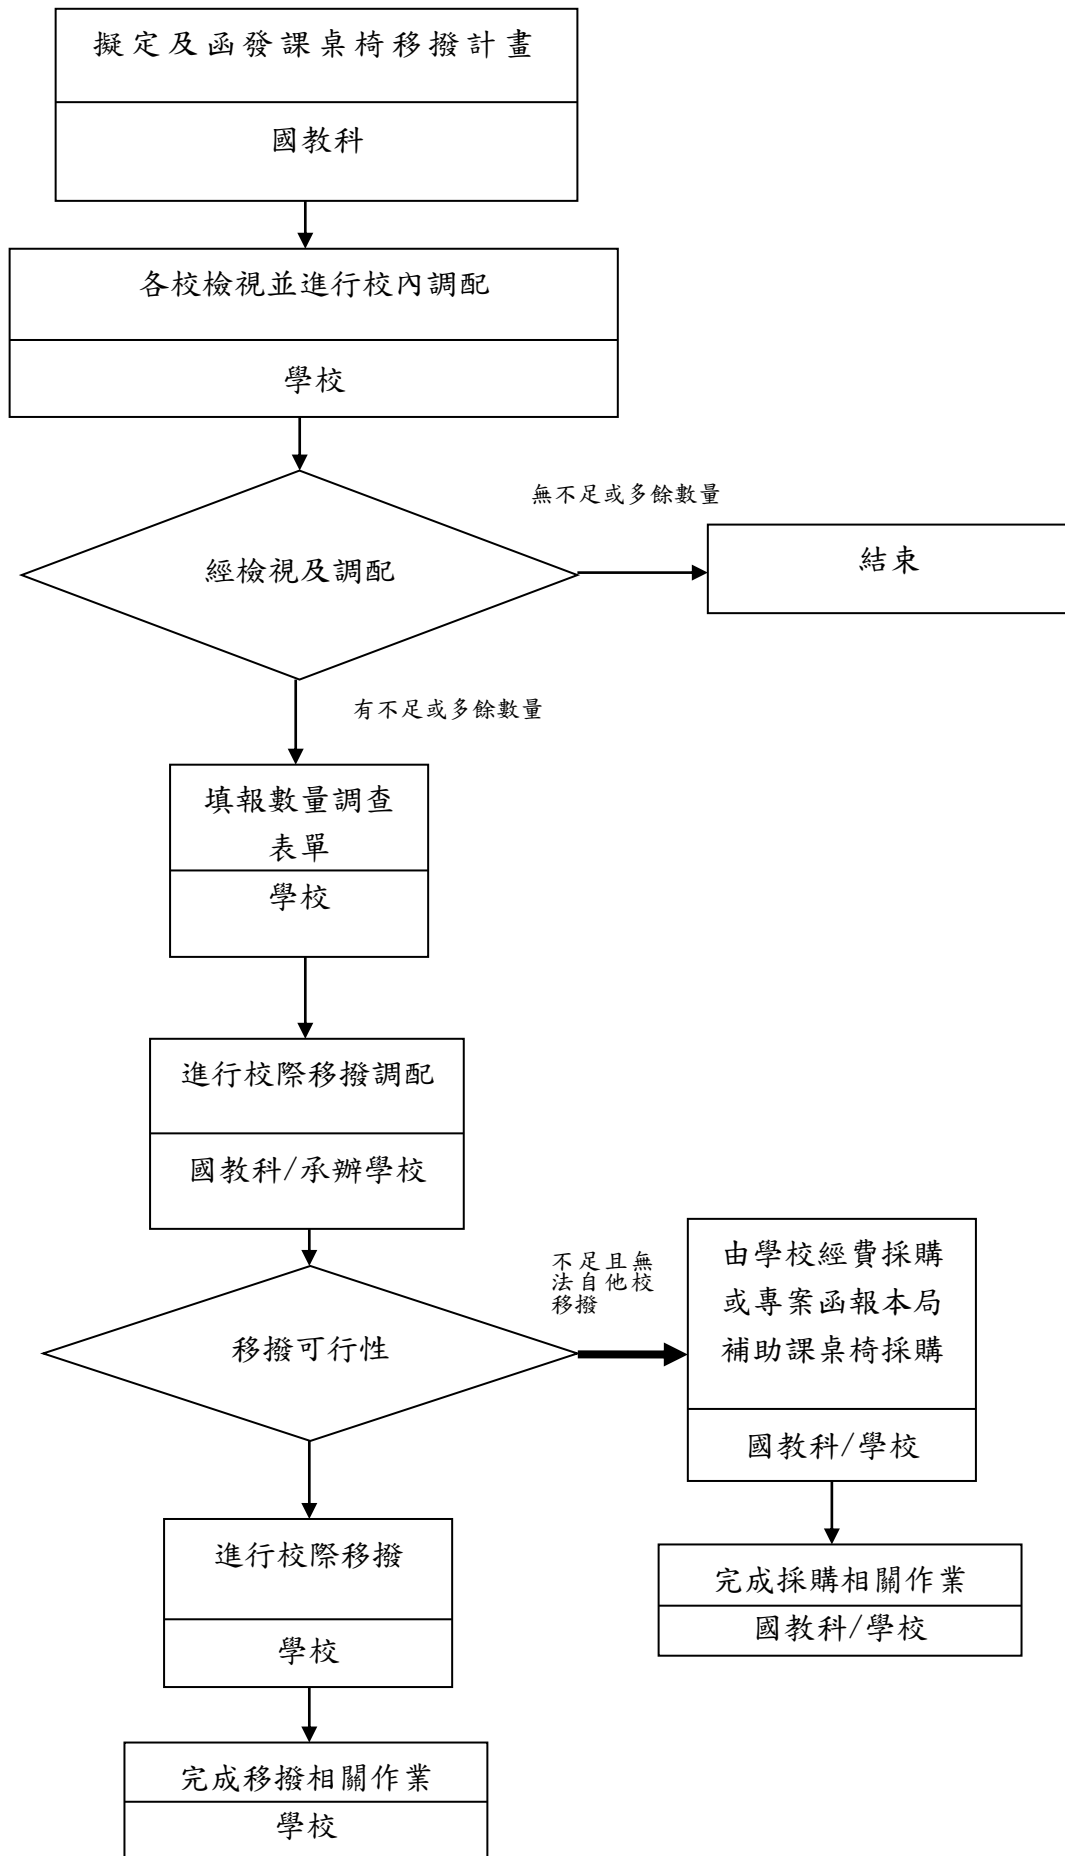 擬定及函發課桌椅移撥計畫
國教科
各校檢視並進行校內調配
學校
無不足或多餘數量
經檢視及調配
結束
有不足或多餘數量
填報數量調查
表單
學校
進行校際移撥調配
國教科/承辦學校
不足且無
法自他校
移撥
由學校經費採購
或專案函報本局
補助課桌椅採購
移撥可行性
國教科/學校
進行校際移撥
學校
完成採購相關作業
國教科/學校
完成移撥相關作業
學校